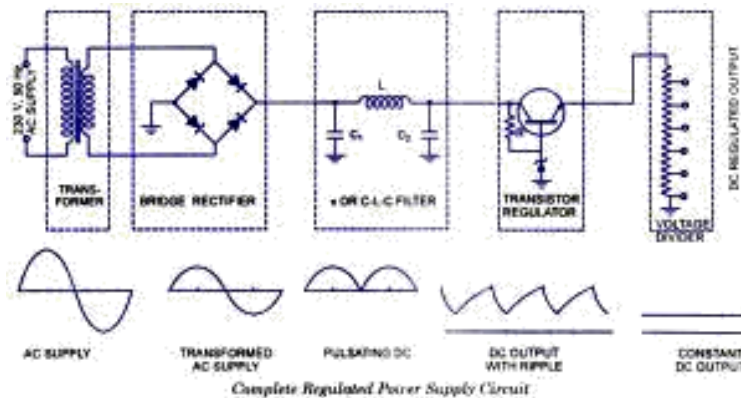 230 V, 50 Hz
AC SUPPLY
TRANS-
FORMER
BRIDGE RECTIFIER
L
C₁
C₂
π OR C-L-C FILTER
TRANSISTOR
REGULATOR
VOLTAGE
DIVIDER
DC REGULATED OUTPUT
AC SUPPLY
TRANSFORMED
AC SUPPLY
PULSATING DC
DC OUTPUT
WITH RIPPLE
CONSTANT
DC OUTPUT
Complete Regulated Power Supply Circuit